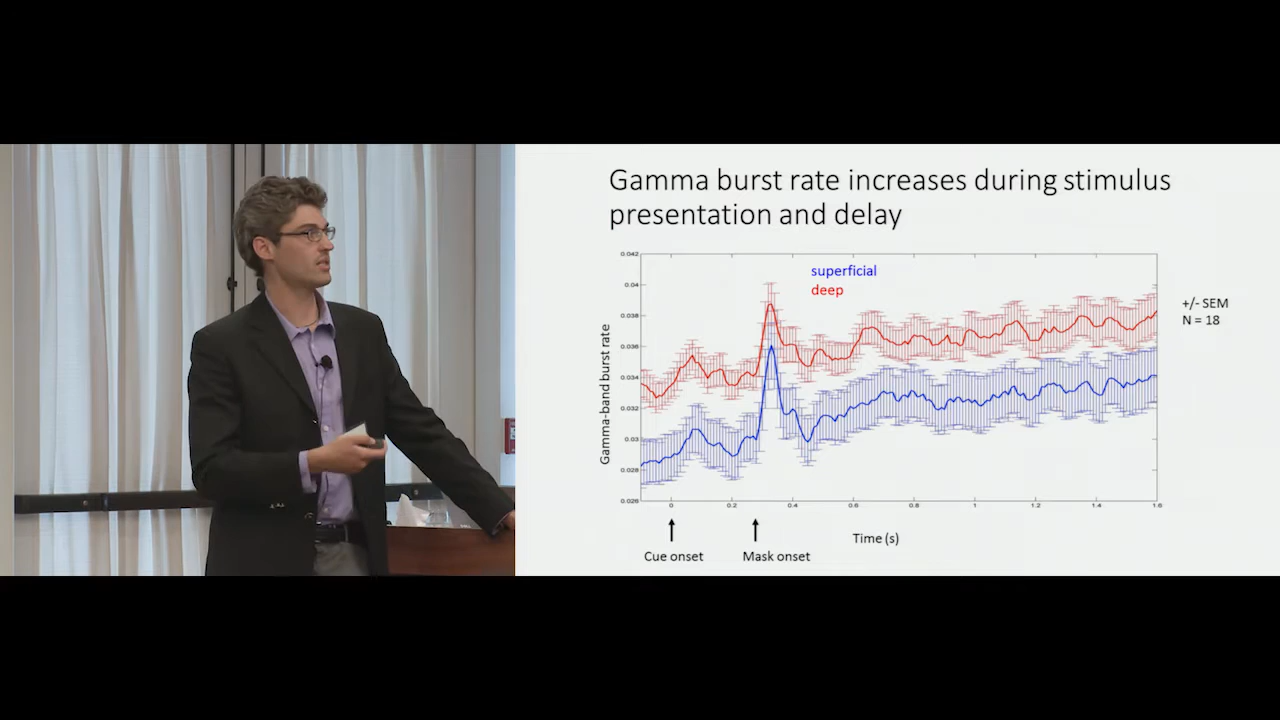 Gamma burst rate increases during stimulus
presentation and delay
superficial
deep
+/- SEM
N = 18
Gamma-band burst rate
0.042
0.04
0.038
0.036
0.034
0.032
0.03
0.028
0.026
0
0.2
0.4
0.6
0.8
1
1.2
1.4
1.6
Time (s)
Cue onset
Mask onset